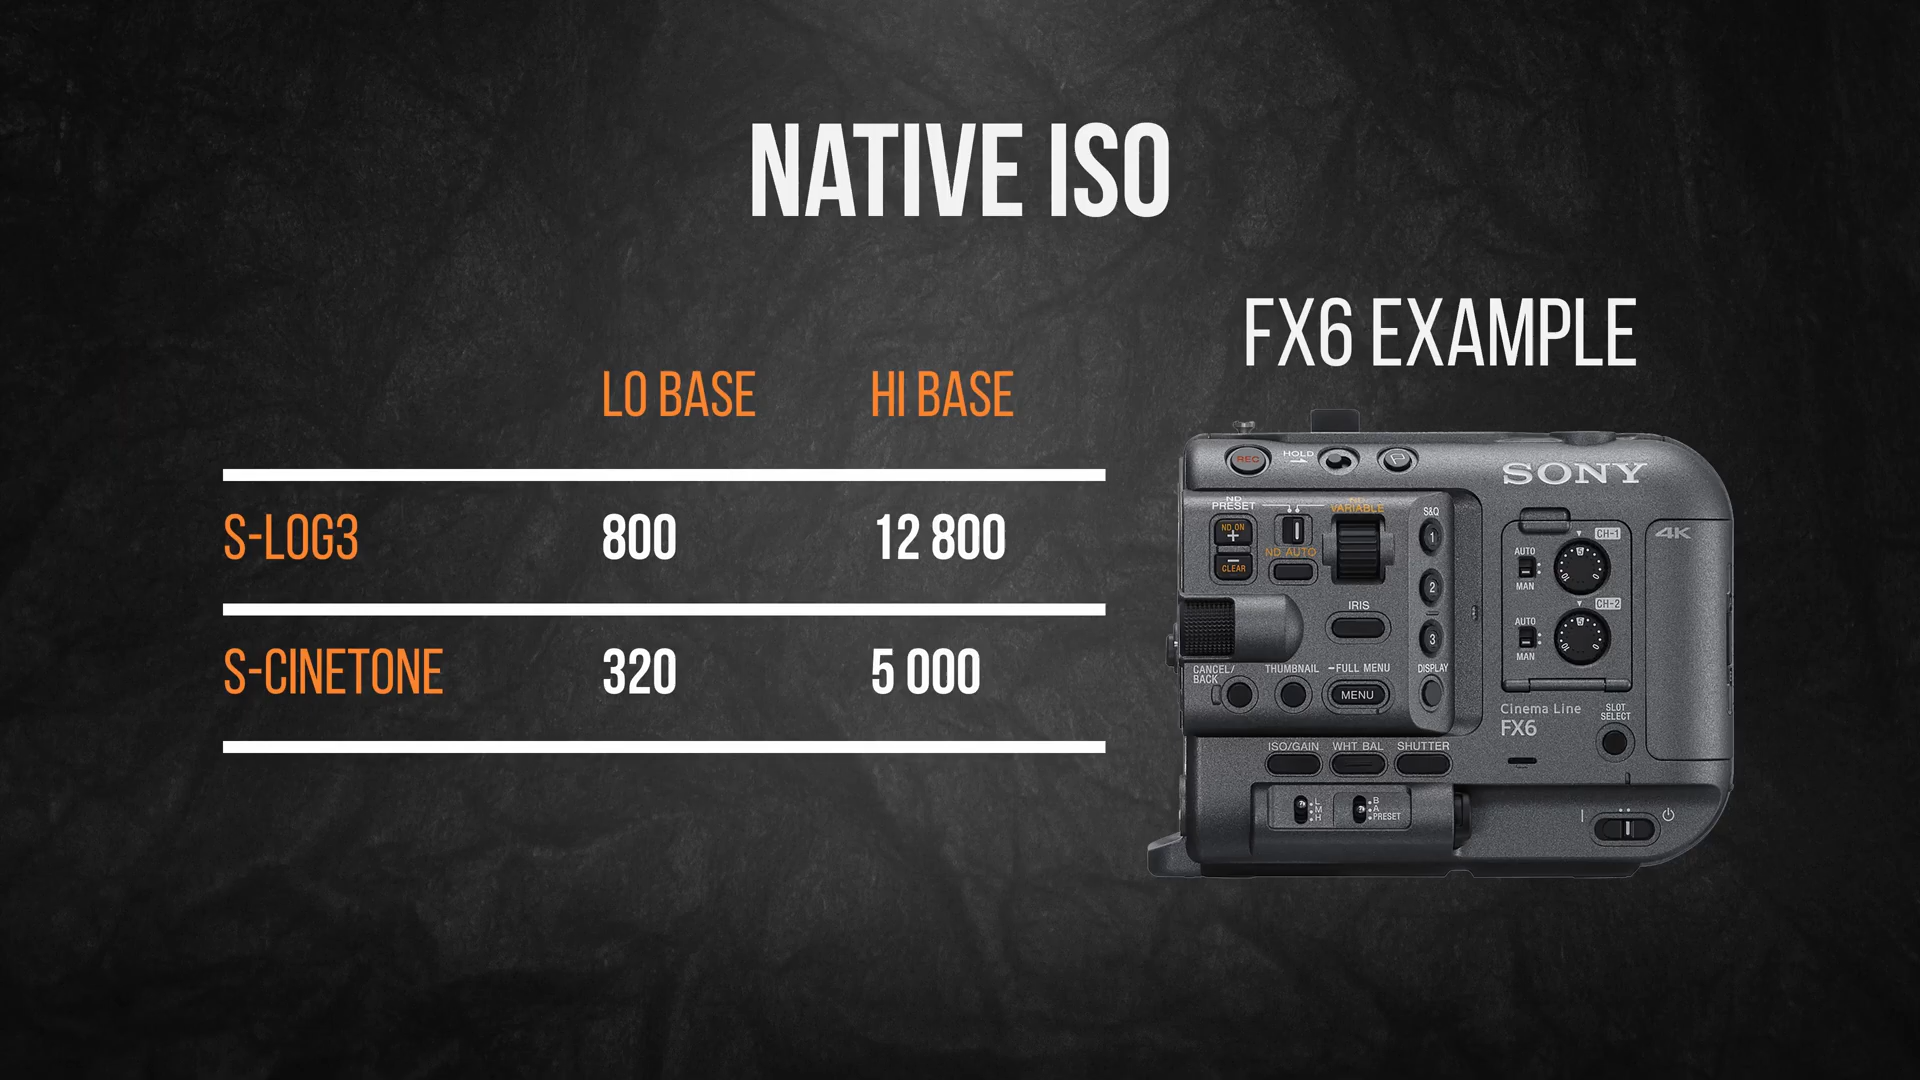 NATIVE ISO
FX6 EXAMPLE
LO BASE HI BASE
S-LOG3 800 12 800
S-CINETONE 320 5 000
REC HOLD
SONY
ND PRESET
ND VARIABLE
S&Q
ND ON
+
ND AUTO
−
CLEAR
1
2
3
IRIS
4K
CH-1
AUTO
MAN
CH-2
AUTO
MAN
CANCEL/
BACK
THUMBNAIL
FULL MENU
DISPLAY
MENU
Cinema Line
FX6
SLOT
SELECT
ISO/GAIN WHT BAL SHUTTER
L
M
H
B
A
PRESET